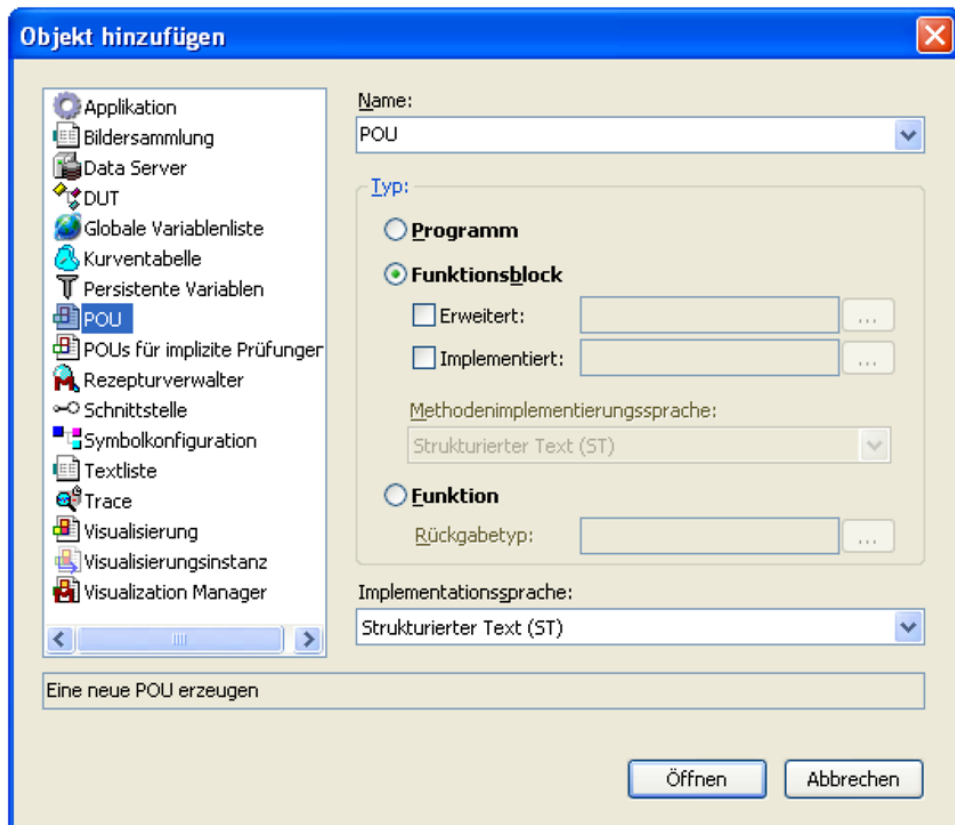 Objekt hinzufügen
Applikation
Bildersammlung
Data Server
DUT
Globale Variablenliste
Kurventabelle
Persistente Variablen
POU
POUs für implizite Prüfunger
Rezepturverwalter
Schnittstelle
Symbolkonfiguration
Textliste
Trace
Visualisierung
Visualisierungsinstanz
Visualization Manager
Name:
POU
Typ:
Programm
Funktionsblock
Erweitert:
...
Implementiert:
...
Methodenimplementierungssprache:
Strukturierter Text (ST)
Funktion
Rückgabetyp:
...
Implementationssprache:
Strukturierter Text (ST)
Eine neue POU erzeugen
Öffnen
Abbrechen